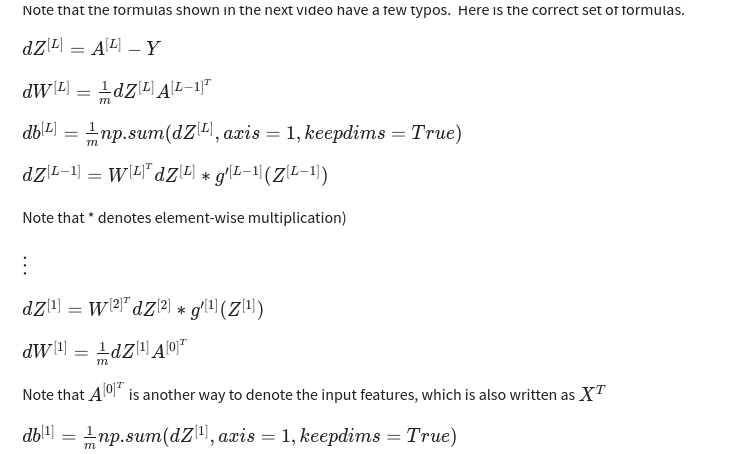 Note that the formulas shown in the next video have a few typos. Here is the correct set of formulas.
$dZ^{[L]} = A^{[L]} - Y$
$dW^{[L]} = \frac{1}{m} dZ^{[L]} A^{[L-1]^T}$
$db^{[L]} = \frac{1}{m} np.sum(dZ^{[L]}, axis = 1, keepdims = True)$
$dZ^{[L-1]} = W^{[L]^T} dZ^{[L]} * g'^{[L-1]}(Z^{[L-1]})$
Note that * denotes element-wise multiplication)
⋮
$dZ^{[1]} = W^{[2]^T} dZ^{[2]} * g'^{[1]}(Z^{[1]})$
$dW^{[1]} = \frac{1}{m} dZ^{[1]} A^{[0]^T}$
Note that $A^{[0]^T}$ is another way to denote the input features, which is also written as $X^T$
$db^{[1]} = \frac{1}{m} np.sum(dZ^{[1]}, axis = 1, keepdims = True)$